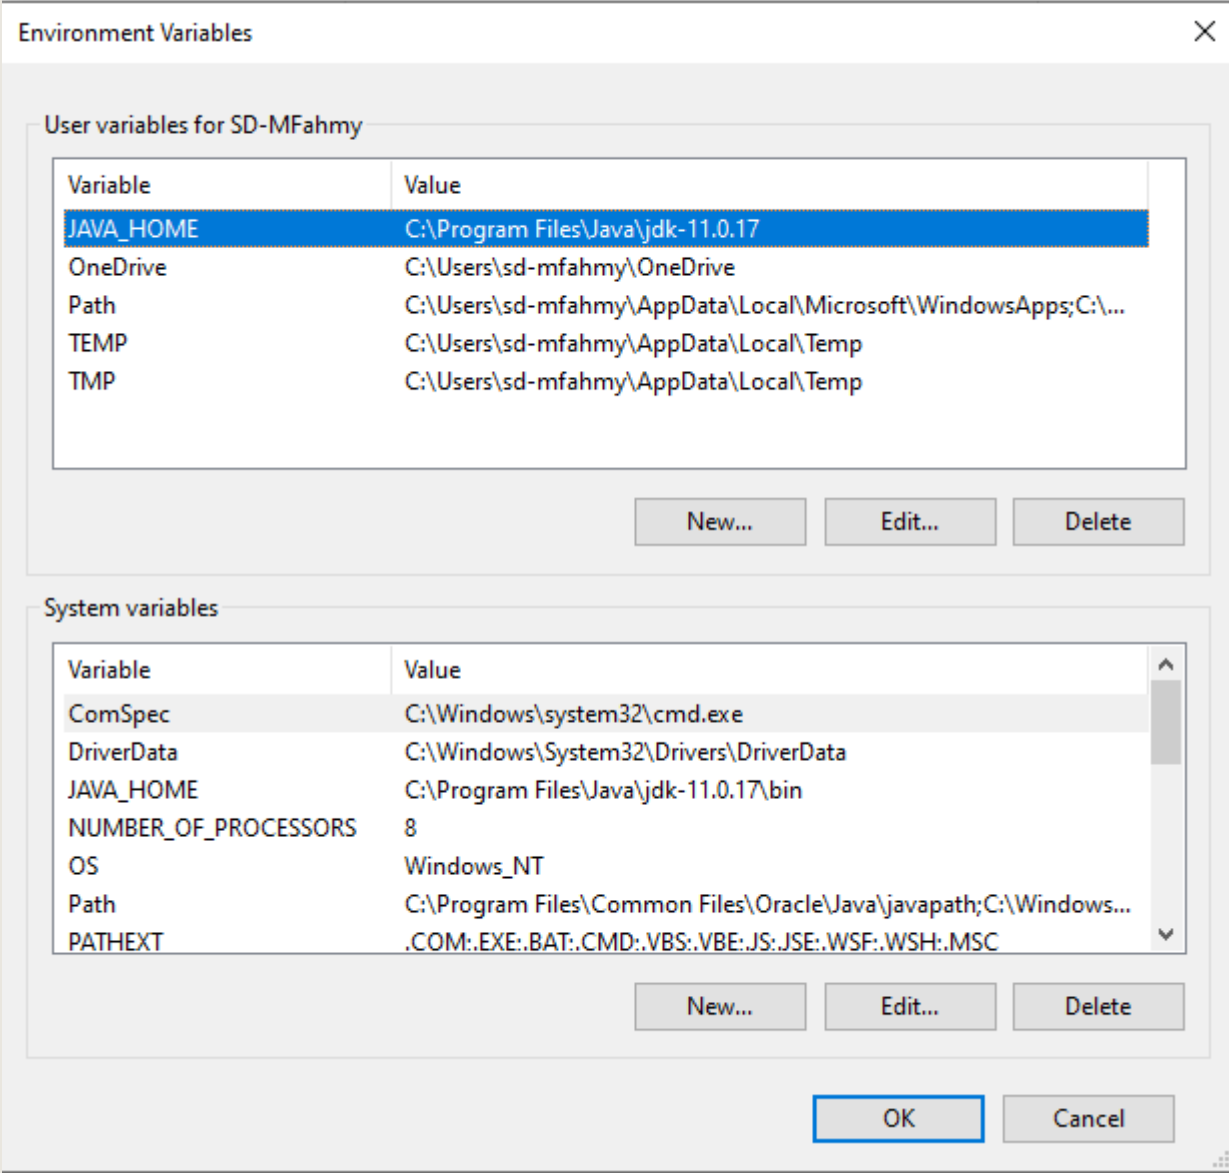 Environment Variables
User variables for SD-MFahmy
Variable Value
JAVA_HOME C:\Program Files\Java\jdk-11.0.17
OneDrive C:\Users\sd-mfahmy\OneDrive
Path C:\Users\sd-mfahmy\AppData\Local\Microsoft\WindowsApps;C:\...
TEMP C:\Users\sd-mfahmy\AppData\Local\Temp
TMP C:\Users\sd-mfahmy\AppData\Local\Temp
New... Edit... Delete
System variables
Variable Value
ComSpec C:\Windows\system32\cmd.exe
DriverData C:\Windows\System32\Drivers\DriverData
JAVA_HOME C:\Program Files\Java\jdk-11.0.17\bin
NUMBER_OF_PROCESSORS 8
OS Windows_NT
Path C:\Program Files\Common Files\Oracle\Java\javapath;C:\Windows...
PATHEXT .COM;.EXE;.BAT;.CMD;.VBS;.VBE;.JS;.JSE;.WSF;.WSH;.MSC
New... Edit... Delete
OK Cancel